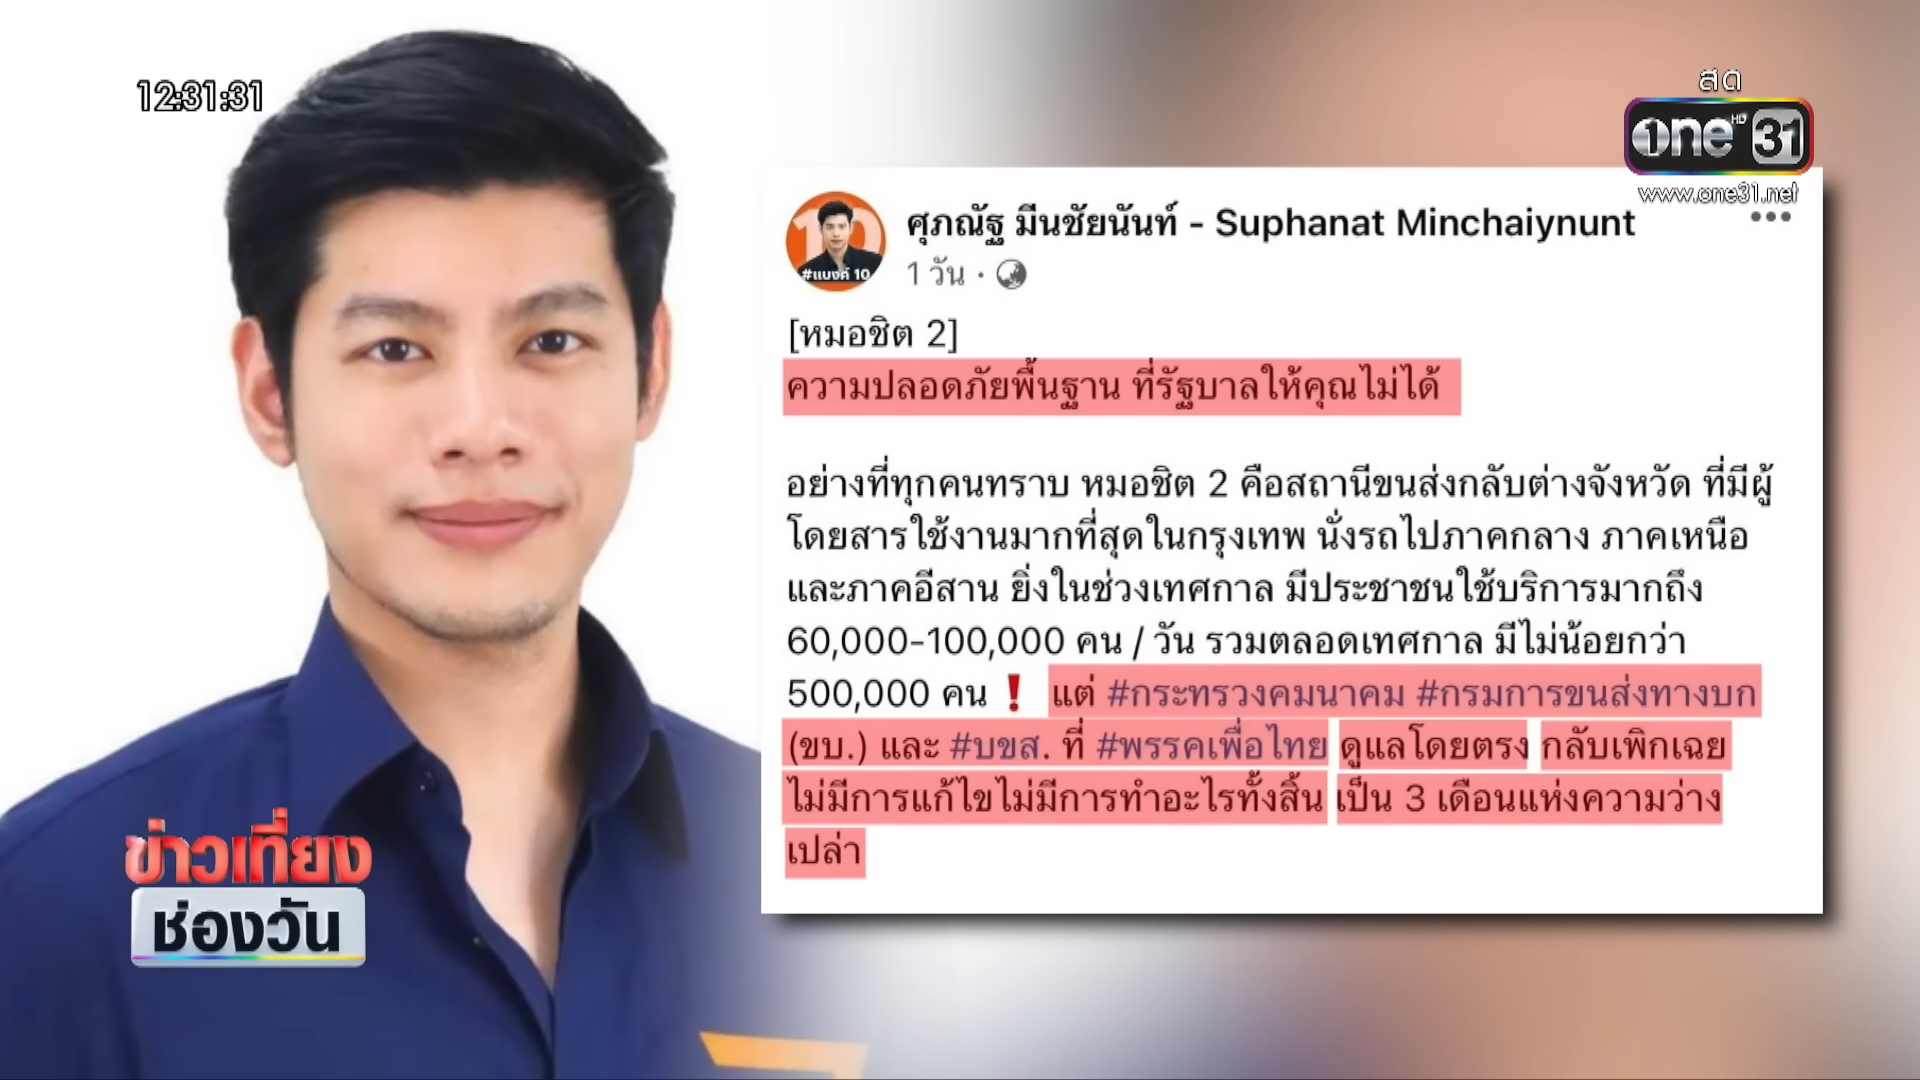 12:31:31
สด
one HD 31
www.one31.net
ศุภณัฐ มีนชัยนันท์ - Suphanat Minchaiynunt
#แบงค์ 10
1 วัน ·
[หมอชิต 2]
ความปลอดภัยพื้นฐาน ที่รัฐบาลให้คุณไม่ได้
อย่างที่ทุกคนทราบ หมอชิต 2 คือสถานีขนส่งกลับต่างจังหวัด ที่มีผู้
โดยสารใช้งานมากที่สุดในกรุงเทพ นั่งรถไปภาคกลาง ภาคเหนือ
และภาคอีสาน ยิ่งในช่วงเทศกาล มีประชาชนใช้บริการมากถึง
60,000-100,000 คน / วัน รวมตลอดเทศกาล มีไม่น้อยกว่า
500,000 คน ❗ แต่ #กระทรวงคมนาคม #กรมการขนส่งทางบก
(ขบ.) และ #บขส. ที่ #พรรคเพื่อไทย ดูแลโดยตรง กลับเพิกเฉย
ไม่มีการแก้ไขไม่มีการทำอะไรทั้งสิ้น เป็น 3 เดือนแห่งความว่าง
เปล่า
ข่าวเที่ยง
ช่องวัน